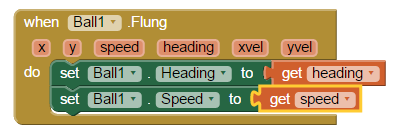 when Ball1 .Flung
x y speed heading xvel yvel
do set Ball1 . Heading to get heading
set Ball1 . Speed to get speed